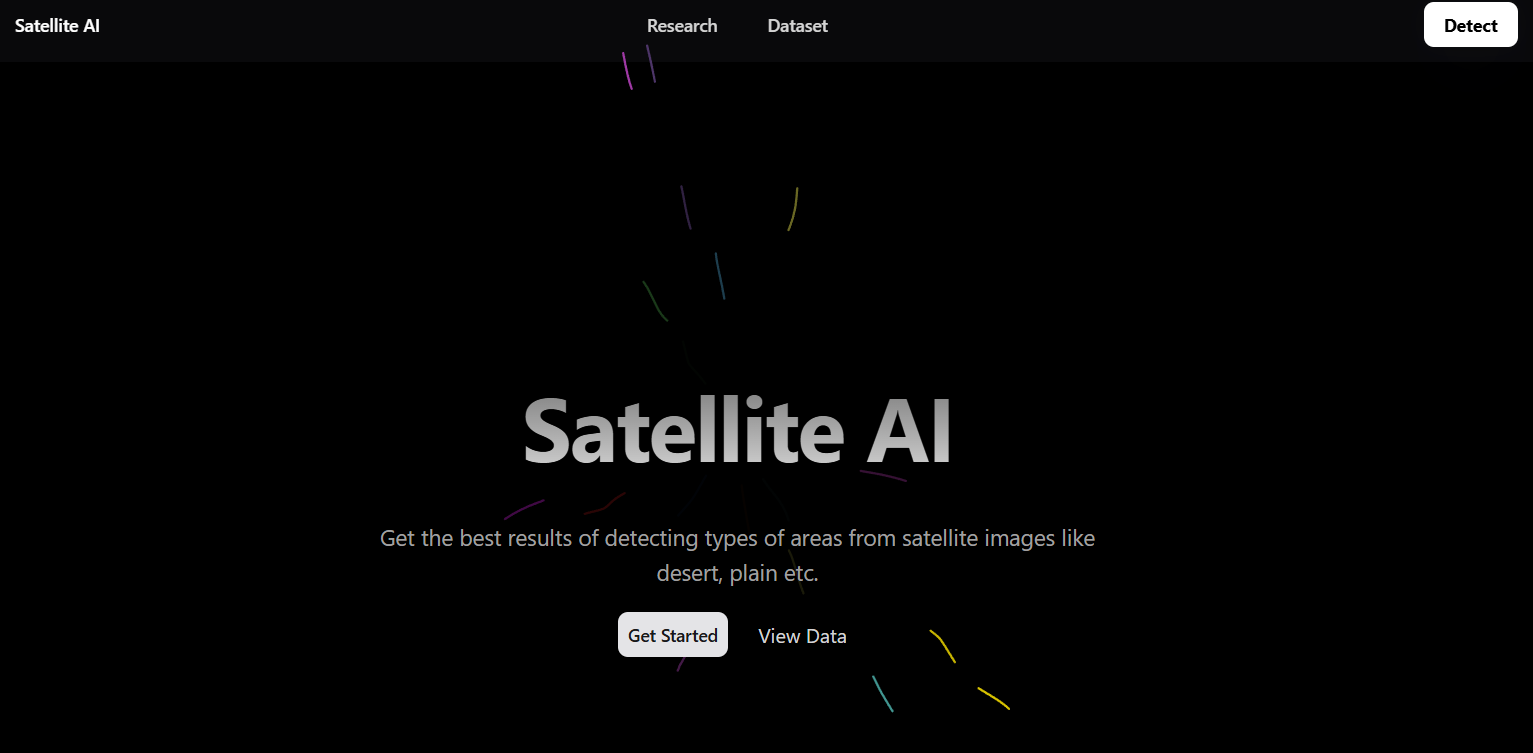 Satellite AI
Research
Dataset
Detect
Satellite AI
Get the best results of detecting types of areas from satellite images like
desert, plain etc.
Get Started
View Data